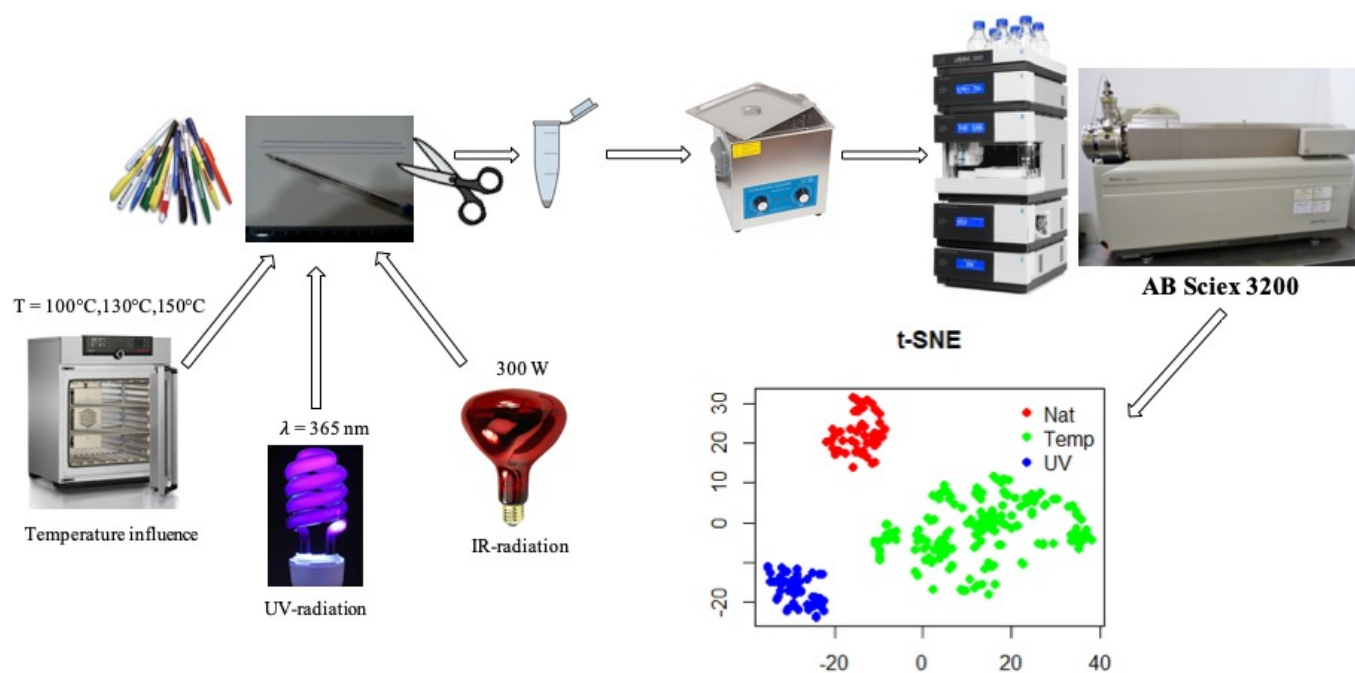 AB Sciex 3200
T = 100°C,130°C,150°C
300 W
λ = 365 nm
Temperature influence
UV-radiation
IR-radiation
t-SNE
Nat
Temp
UV
30
20
10
0
-20
-20
0
20
40